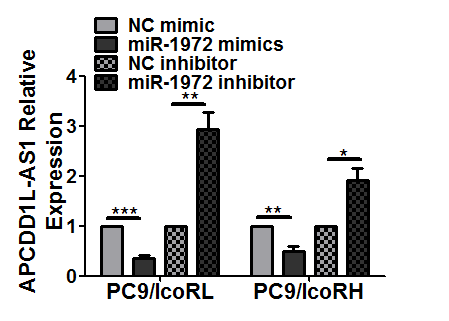 NC mimic
miR-1972 mimics
NC inhibitor
miR-1972 inhibitor
APCDD1L-AS1 Relative
Expression
4
3
2
1
0
***
**
**
*
PC9/IcoRL
PC9/IcoRH